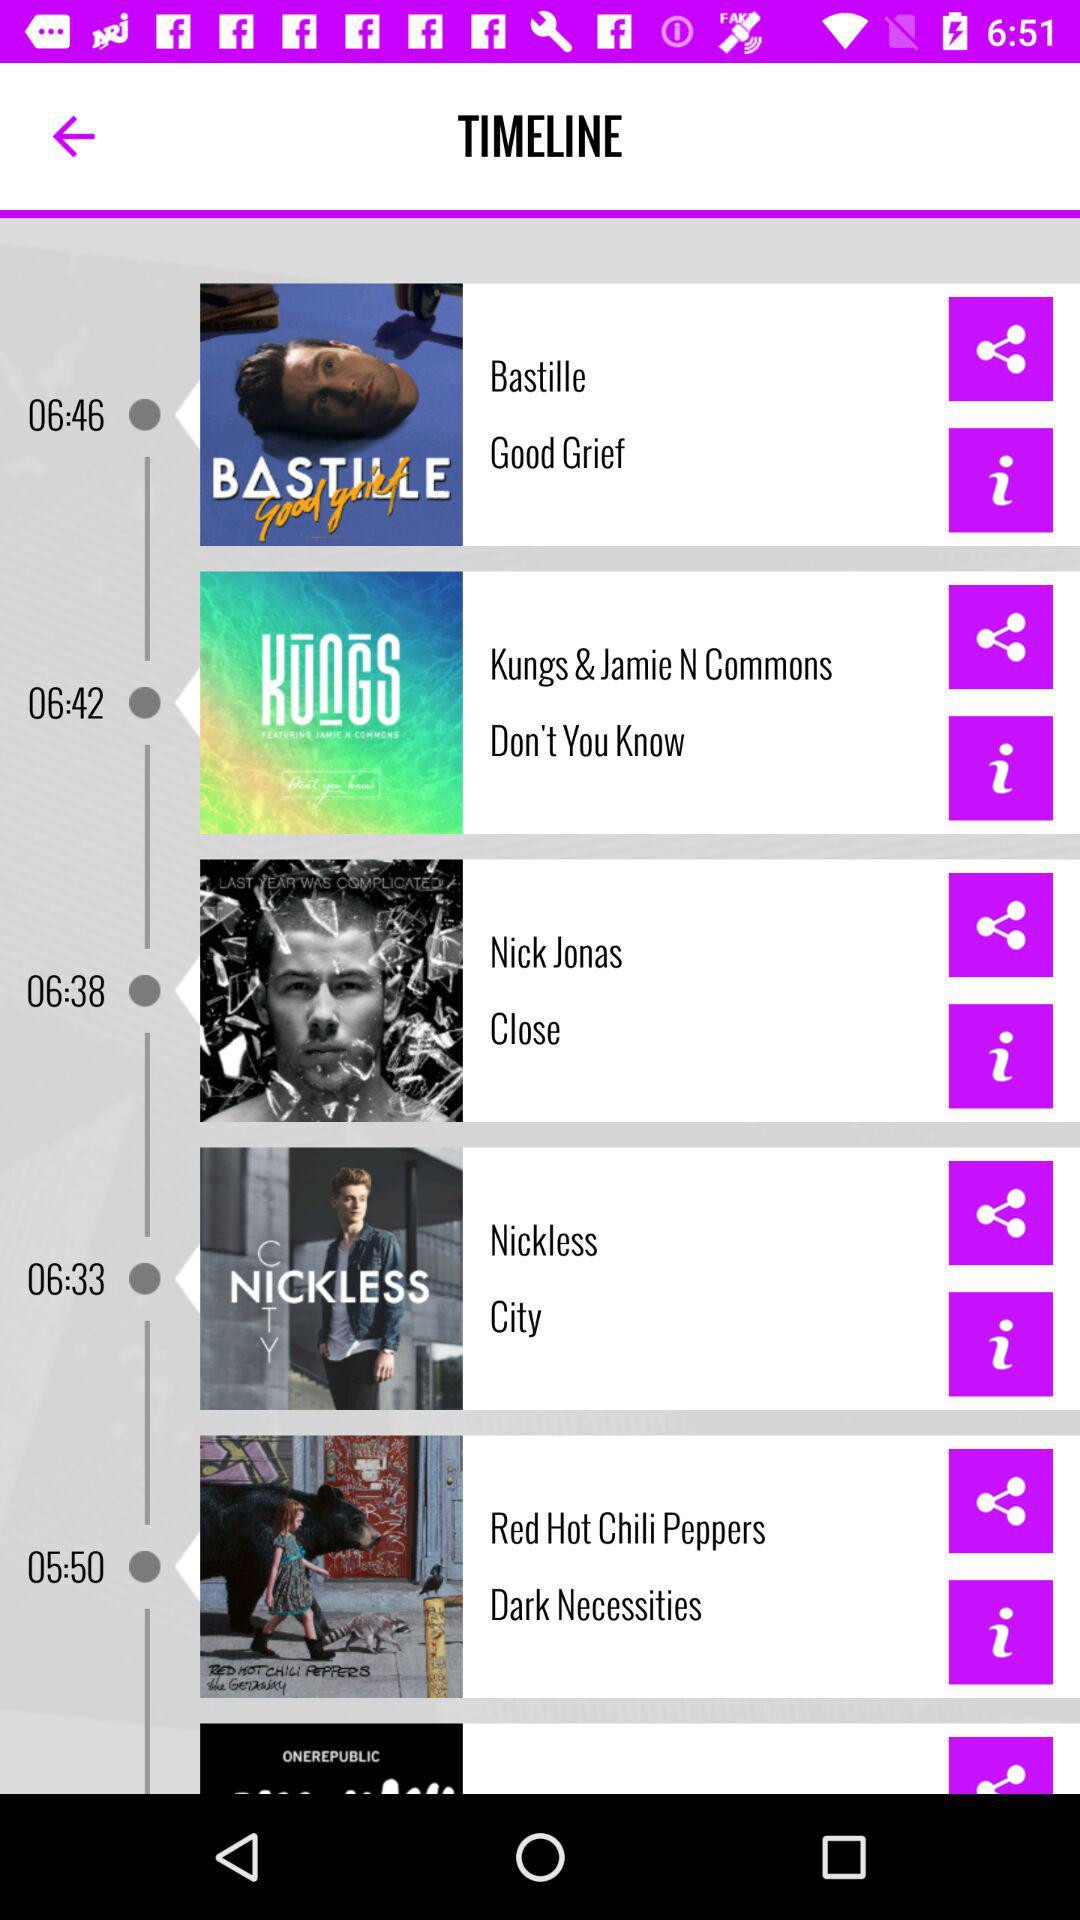 NRJ
FAKE
6:51
TIMELINE
06:46
BASTILLE
Good grief
Bastille
Good Grief
06:42
KUNGS
FEATURING JAMIE N COMMONS
Don't you know
Kungs & Jamie N Commons
Don't You Know
06:38
LAST YEAR WAS COMPLICATED
Nick Jonas
Close
06:33
CITY
NICKLESS
Nickless
City
05:50
RED HOT CHILI PEPPERS
the GETAWAY
Red Hot Chili Peppers
Dark Necessities
ONEREPUBLIC